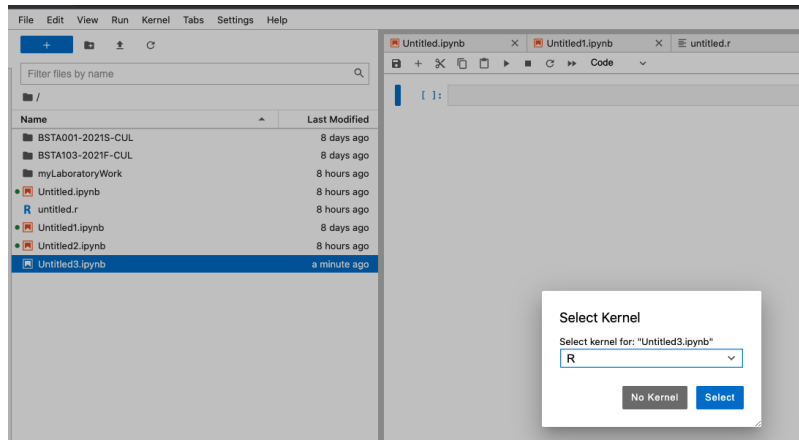 File Edit View Run Kernel Tabs Settings Help
+
Untitled.ipynb × Untitled1.ipynb × untitled.r
Code
Filter files by name
/
[ ]:
Name Last Modified
BSTA001-2021S-CUL 8 days ago
BSTA103-2021F-CUL 8 days ago
myLaboratoryWork 8 hours ago
Untitled.ipynb 8 hours ago
R untitled.r 8 hours ago
Untitled1.ipynb 8 days ago
Untitled2.ipynb 8 hours ago
Untitled3.ipynb a minute ago
Select Kernel
Select kernel for: "Untitled3.ipynb"
R
No Kernel Select